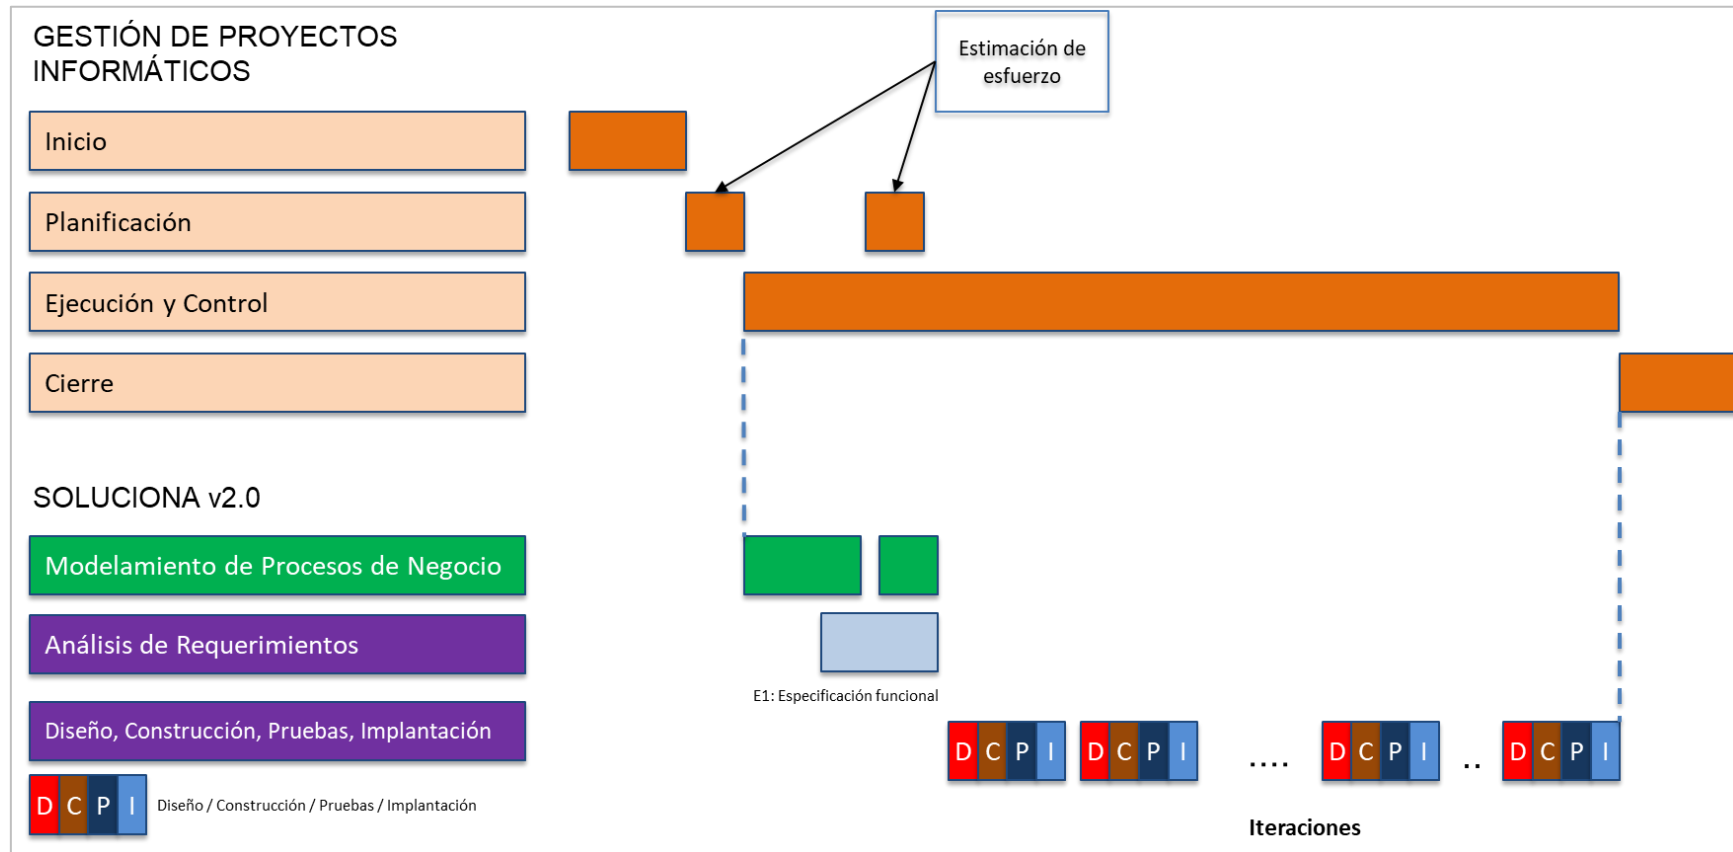 GESTIÓN DE PROYECTOS
INFORMÁTICOS
Estimación de
esfuerzo
Inicio
Planificación
Ejecución y Control
Cierre
SOLUCIONA v2.0
Modelamiento de Procesos de Negocio
Análisis de Requerimientos
E1: Especificación funcional
Diseño, Construcción, Pruebas, Implantación
D C P I D C P I .... D C P I .. D C P I
D C P I Diseño / Construcción / Pruebas / Implantación
Iteraciones